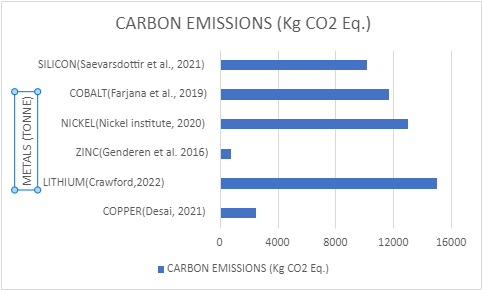 CARBON EMISSIONS (Kg CO2 Eq.)
METALS (TONNE)
SILICON(Saevarsdottir et al., 2021)
COBALT(Farjana et al., 2019)
NICKEL(Nickel institute, 2020)
ZINC(Genderen et al. 2016)
LITHIUM(Crawford,2022)
COPPER(Desai, 2021)
0 4000 8000 12000 16000
CARBON EMISSIONS (Kg CO2 Eq.)